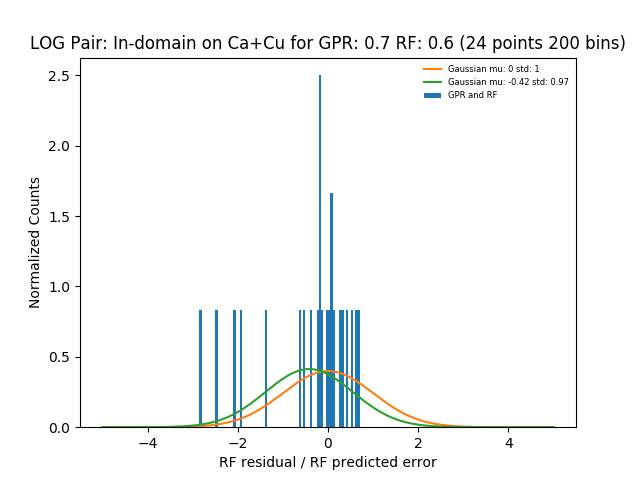 LOG Pair: In-domain on Ca+Cu for GPR: 0.7 RF: 0.6 (24 points 200 bins)
Gaussian mu: 0 std: 1
Gaussian mu: -0.42 std: 0.97
GPR and RF
Normalized Counts
2.5
2.0
1.5
1.0
0.5
0.0
−4 −2 0 2 4
RF residual / RF predicted error